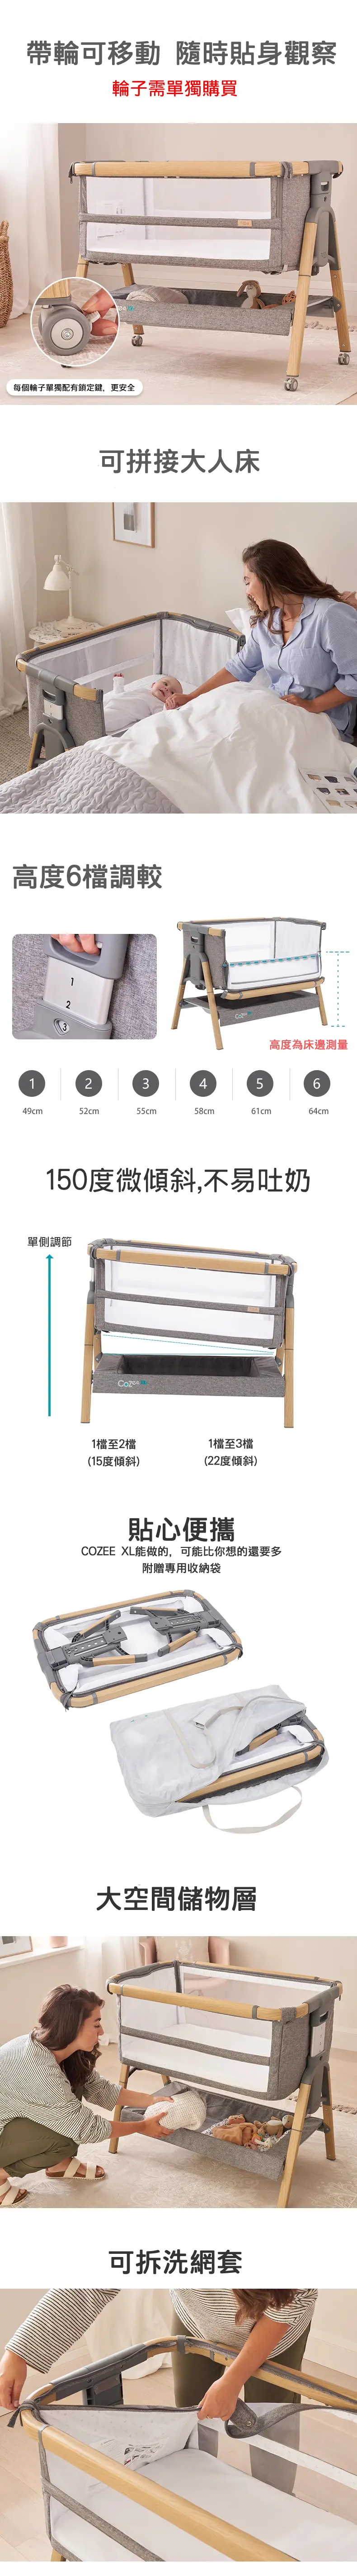 帶輪可移動 隨時貼身觀察
輪子需單獨購買
每個輪子單獨配有鎖定鍵，更安全
可拼接大人床
高度6檔調較
1
2
3
高度為床邊測量
1 2 3 4 5 6
49cm 52cm 55cm 58cm 61cm 64cm
150度微傾斜,不易吐奶
單側調節
1檔至2檔 1檔至3檔
(15度傾斜) (22度傾斜)
貼心便攜
COZEE XL能做的，可能比你想的還要多
附贈專用收納袋
大空間儲物層
可拆洗網套